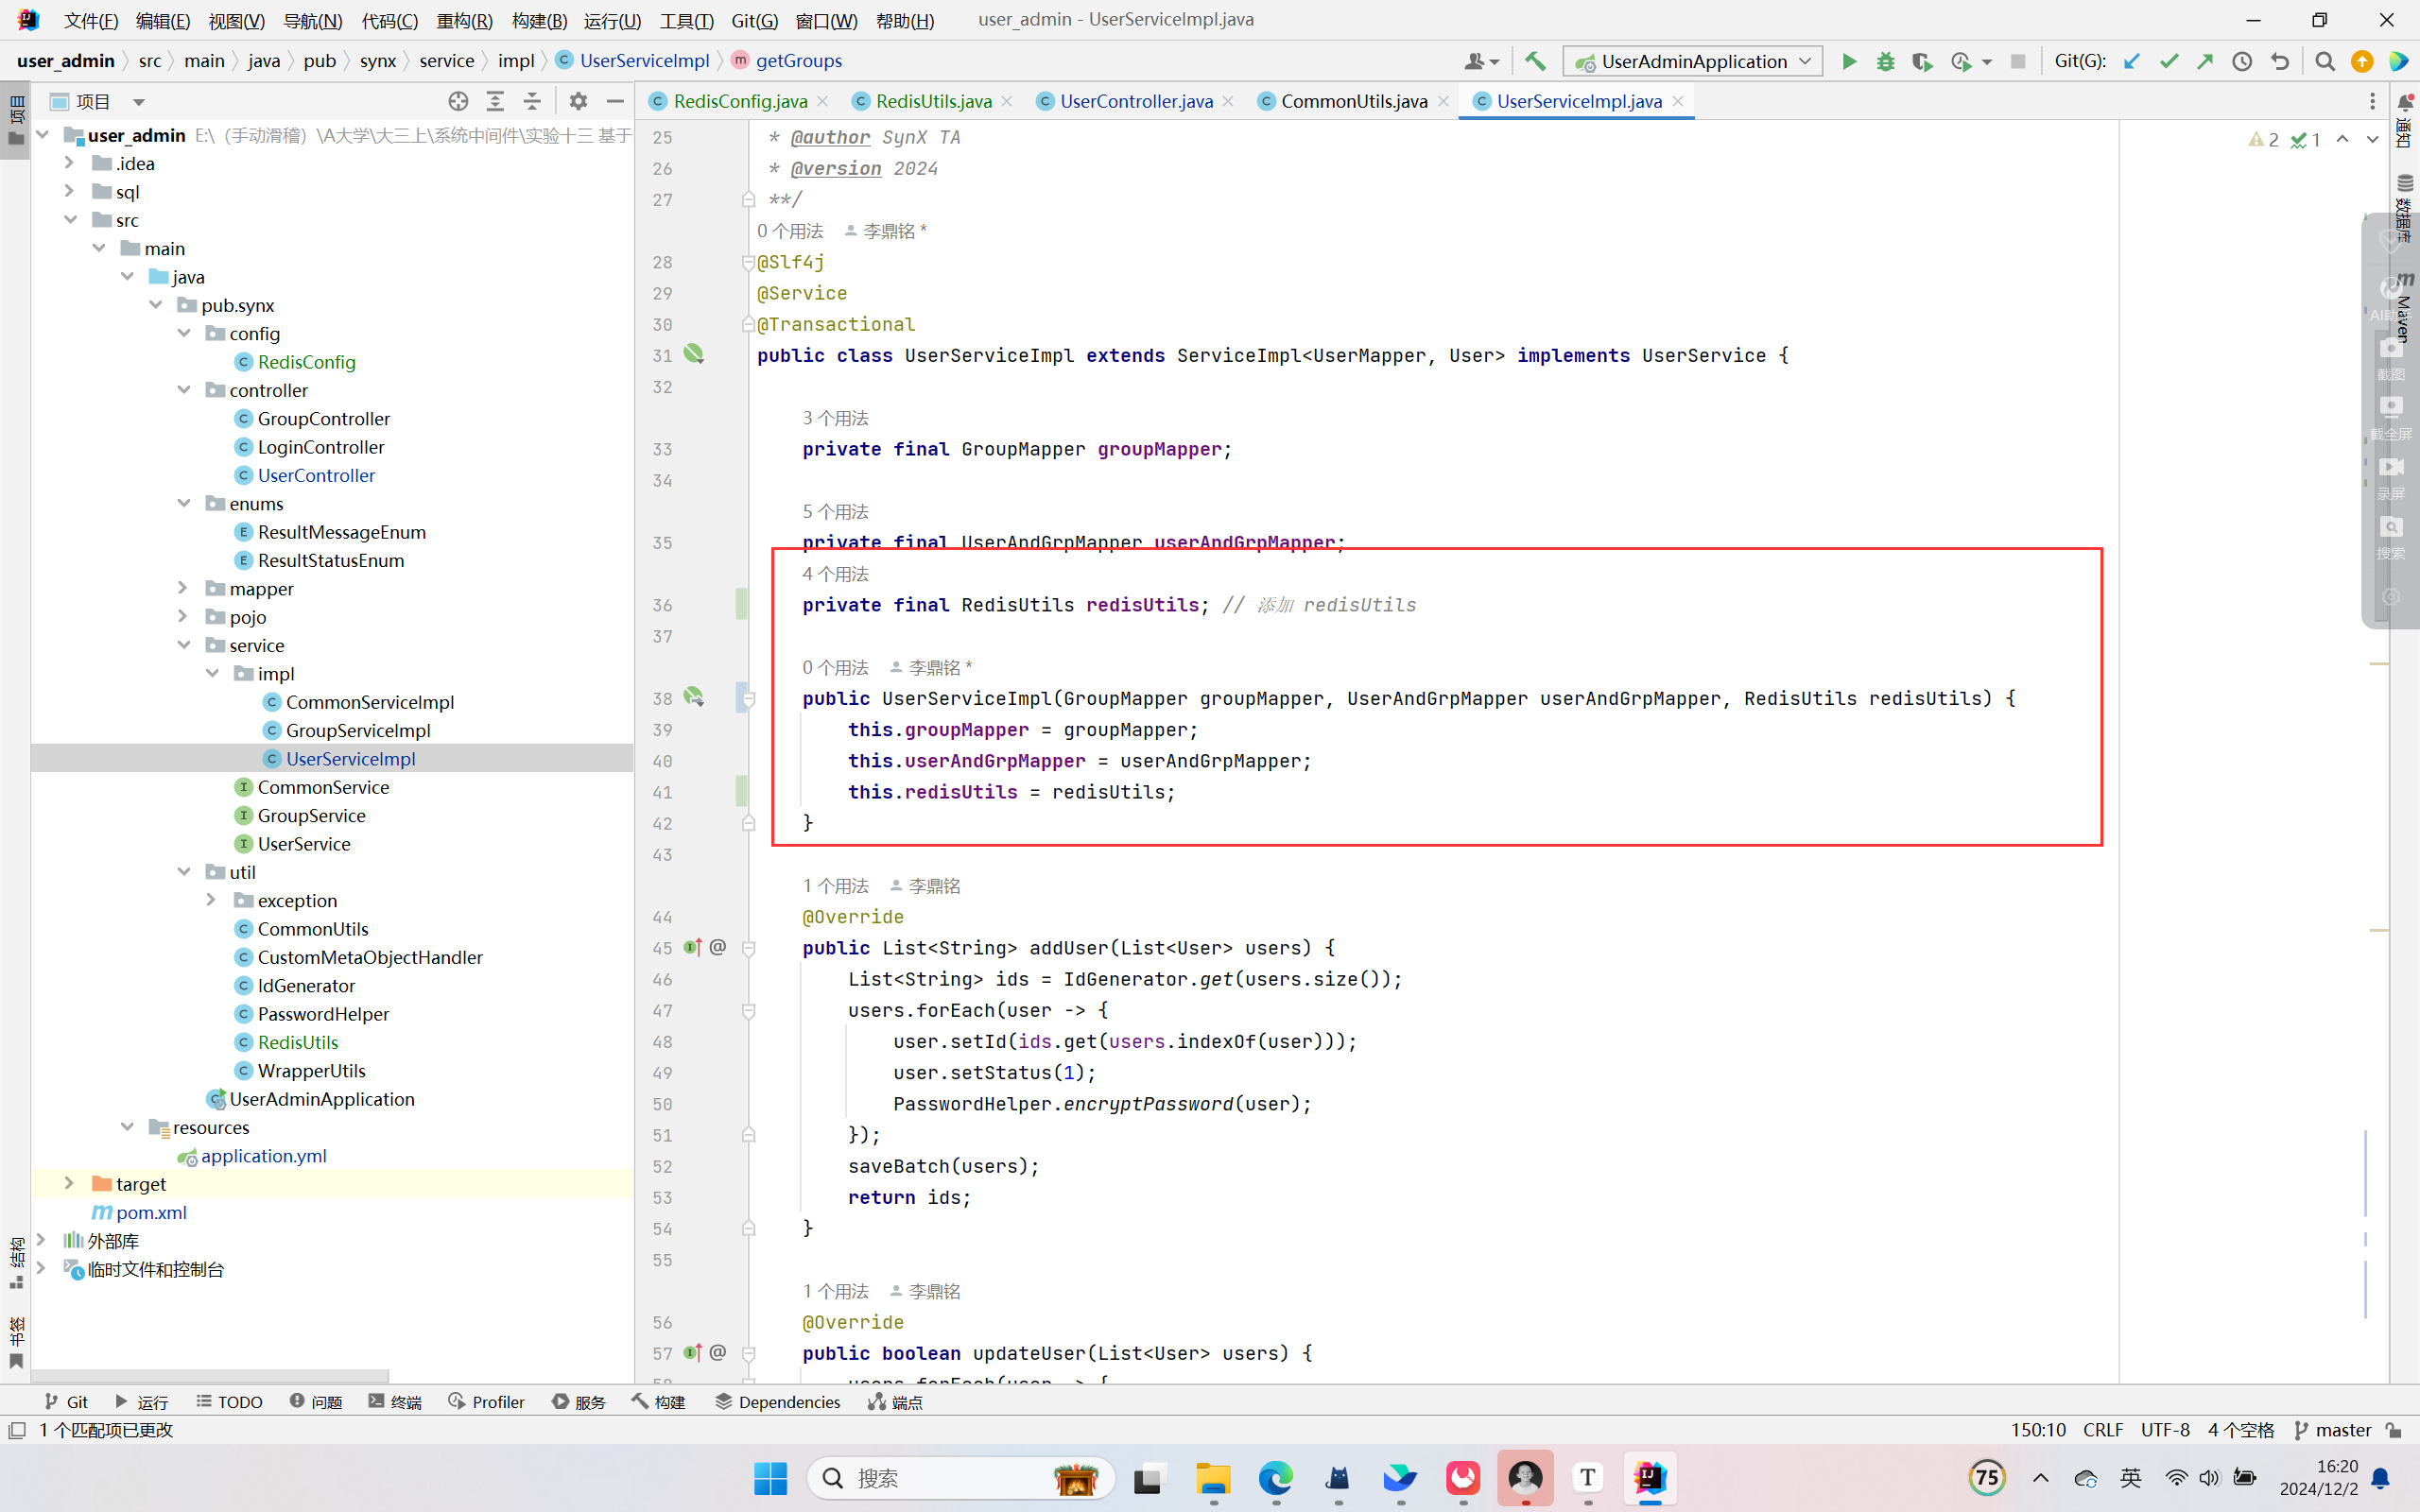 文件(F) 编辑(E) 视图(V) 导航(N) 代码(C) 重构(R) 构建(B) 运行(U) 工具(T) Git(G) 窗口(W) 帮助(H) user_admin - UserServiceImpl.java
user_admin src main java pub synx service impl UserServiceImpl getGroups UserAdminApplication Git(G):
项目 RedisConfig.java RedisUtils.java UserController.java CommonUtils.java UserServiceImpl.java
项目
user_admin E:\（手动滑稽）\A大学\大三上\系统中间件\实验十三 基于
.idea
sql
src
main
java
pub.synx
config
RedisConfig
controller
GroupController
LoginController
UserController
enums
ResultMessageEnum
ResultStatusEnum
mapper
pojo
service
impl
CommonServiceImpl
GroupServiceImpl
UserServiceImpl
CommonService
GroupService
UserService
util
exception
CommonUtils
CustomMetaObjectHandler
IdGenerator
PasswordHelper
RedisUtils
WrapperUtils
UserAdminApplication
resources
application.yml
target
pom.xml
外部库
临时文件和控制台
结构
书签
2 1
25 * @author SynX TA
26 * @version 2024
27 **/
0 个用法 李鼎铭 *
28 @Slf4j
29 @Service
30 @Transactional
31 public class UserServiceImpl extends ServiceImpl<UserMapper, User> implements UserService {
32
3 个用法
33 private final GroupMapper groupMapper;
34
5 个用法
35 private final UserAndGrpMapper userAndGrpMapper;
4 个用法
36 private final RedisUtils redisUtils; // 添加 redisUtils
37
0 个用法 李鼎铭 *
38 public UserServiceImpl(GroupMapper groupMapper, UserAndGrpMapper userAndGrpMapper, RedisUtils redisUtils) {
39 this.groupMapper = groupMapper;
40 this.userAndGrpMapper = userAndGrpMapper;
41 this.redisUtils = redisUtils;
42 }
43
1 个用法 李鼎铭
44 @Override
45 public List<String> addUser(List<User> users) {
46 List<String> ids = IdGenerator.get(users.size());
47 users.forEach(user -> {
48 user.setId(ids.get(users.indexOf(user)));
49 user.setStatus(1);
50 PasswordHelper.encryptPassword(user);
51 });
52 saveBatch(users);
53 return ids;
54 }
55
1 个用法 李鼎铭
56 @Override
57 public boolean updateUser(List<User> users) {
58 users.forEach(user -> {
通知
数据库
Maven
截图
截全屏
录屏
搜索
Git 运行 TODO 问题 终端 Profiler 服务 构建 Dependencies 端点
1 个匹配项已更改 150:10 CRLF UTF-8 4 个空格 master
搜索 75 英 16:20
2024/12/2